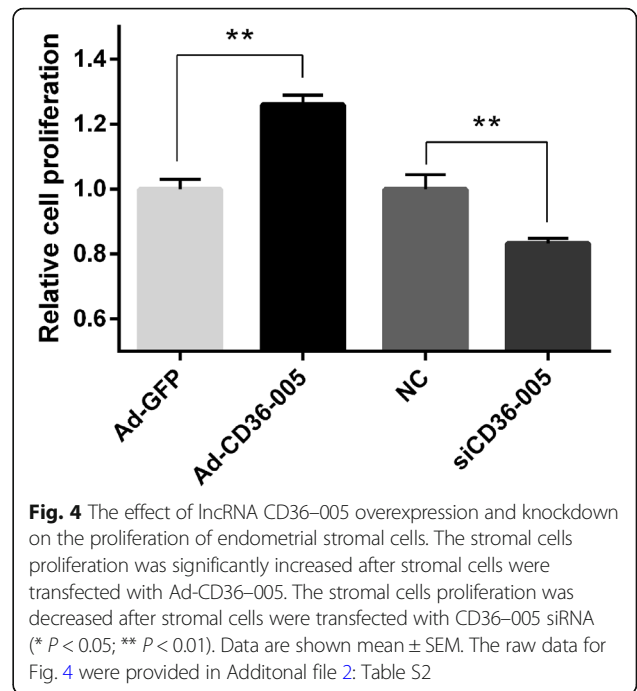 Relative cell proliferation
1.4
1.2
1.0
0.8
0.6
**
**
Ad-GFP
Ad-CD36-005
NC
siCD36-005
Fig. 4 The effect of lncRNA CD36–005 overexpression and knockdown
on the proliferation of endometrial stromal cells. The stromal cells
proliferation was significantly increased after stromal cells were
transfected with Ad-CD36–005. The stromal cells proliferation was
decreased after stromal cells were transfected with CD36–005 siRNA
(* P < 0.05; ** P < 0.01). Data are shown mean ± SEM. The raw data for
Fig. 4 were provided in Additonal file 2: Table S2